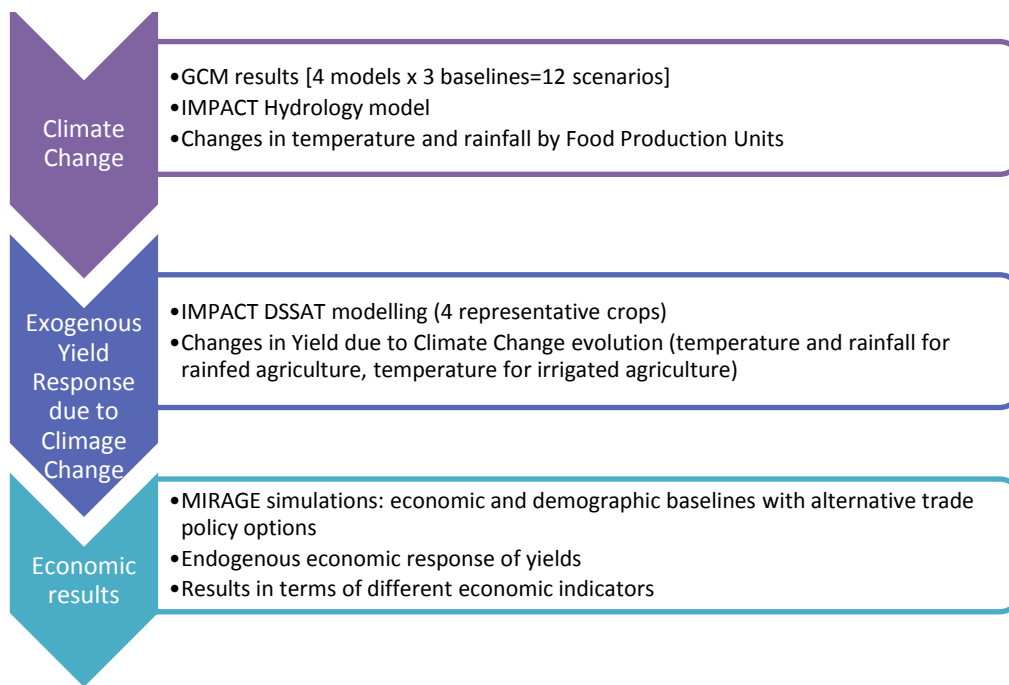 Climate
Change
•GCM results [4 models x 3 baselines=12 scenarios]
•IMPACT Hydrology model
•Changes in temperature and rainfall by Food Production Units
Exogenous
Yield
Response
due to
Climage
Change
•IMPACT DSSAT modelling (4 representative crops)
•Changes in Yield due to Climate Change evolution (temperature and rainfall for
rainfed agriculture, temperature for irrigated agriculture)
Economic
results
•MIRAGE simulations: economic and demographic baselines with alternative trade
policy options
•Endogenous economic response of yields
•Results in terms of different economic indicators